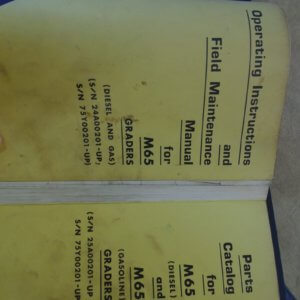 Operating Instructions
and
Field Maintenance
Manual
for
M65
GRADERS
(DIESEL AND GAS)
(S/N 24A00201-UP;
S/N 75Y00201-UP)
Parts
Catalog
for
M65
(DIESEL)
and
M65
GRADERS
(GASOLINE)
(S/N 25A00201-UP
S/N 75Y00201-UP)